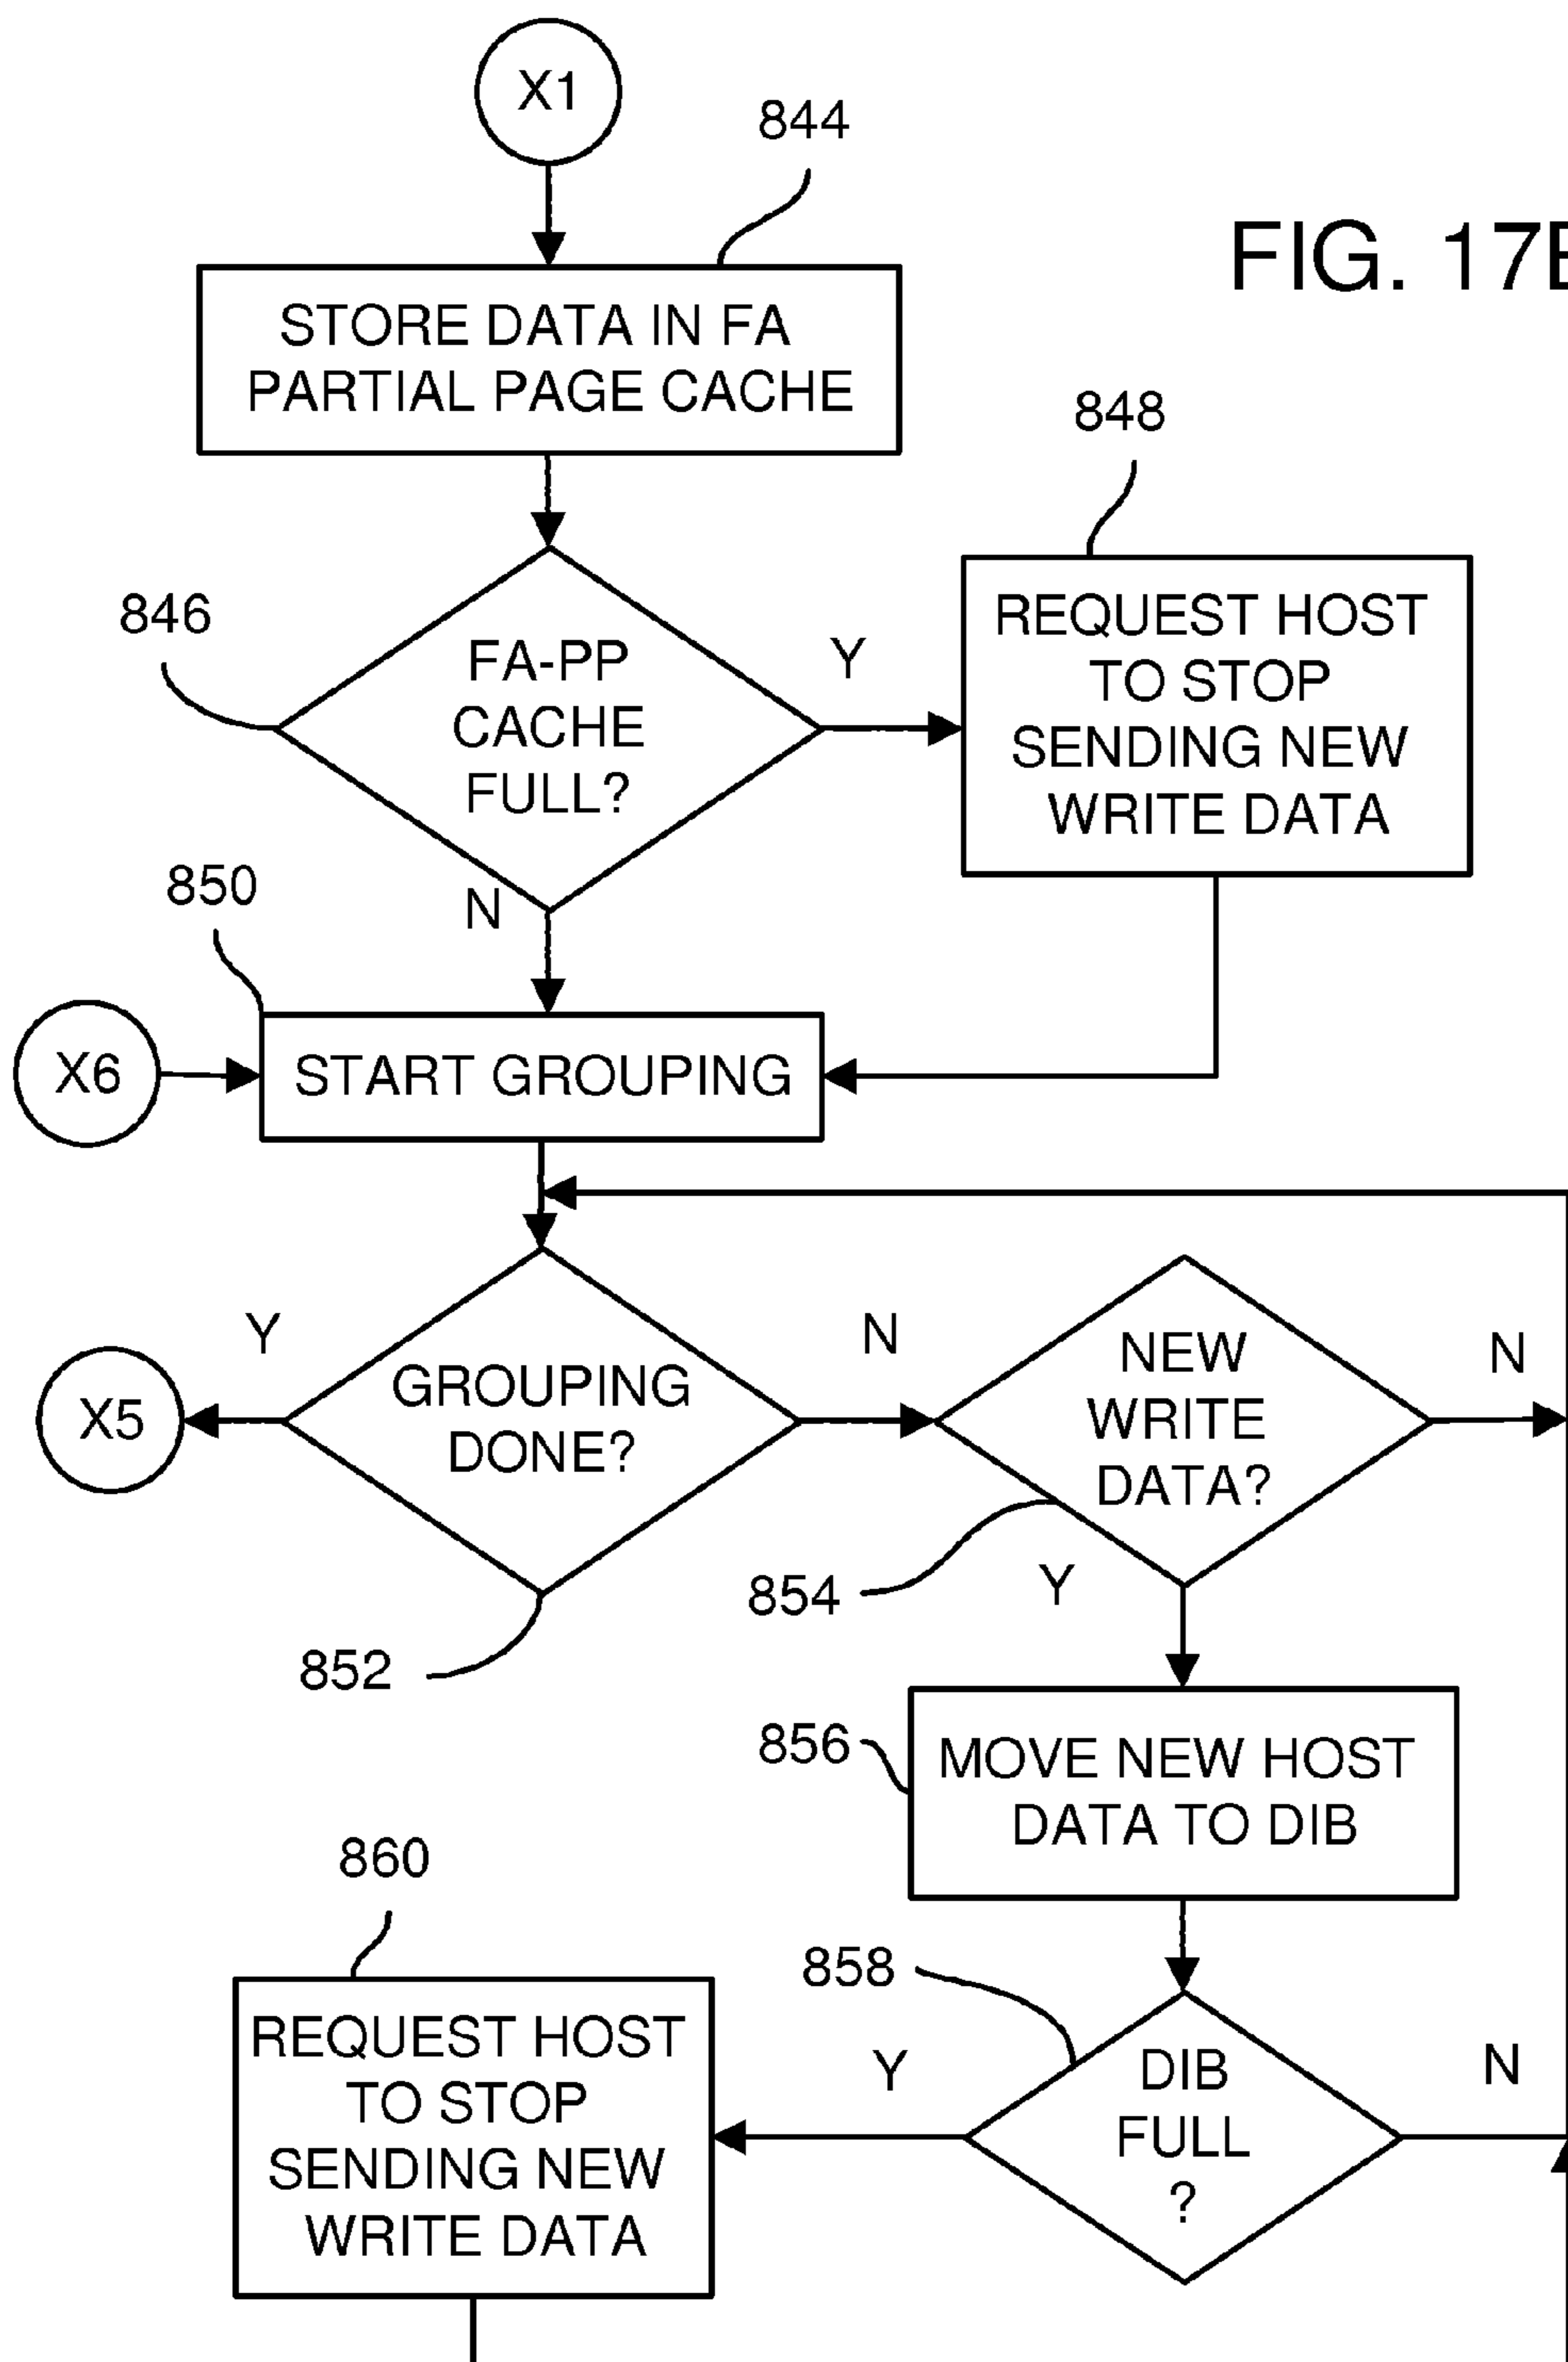 X1
844
FIG. 17B
STORE DATA IN FA
PARTIAL PAGE CACHE
848
846
FA-PP
CACHE
FULL?
Y
REQUEST HOST
TO STOP
SENDING NEW
WRITE DATA
850
N
X6
START GROUPING
Y
N
N
X5
GROUPING
DONE?
NEW
WRITE
DATA?
854
Y
852
856
MOVE NEW HOST
DATA TO DIB
860
858
REQUEST HOST
TO STOP
SENDING NEW
WRITE DATA
Y
DIB
FULL
?
N